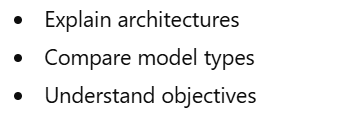 • Explain architectures
• Compare model types
• Understand objectives